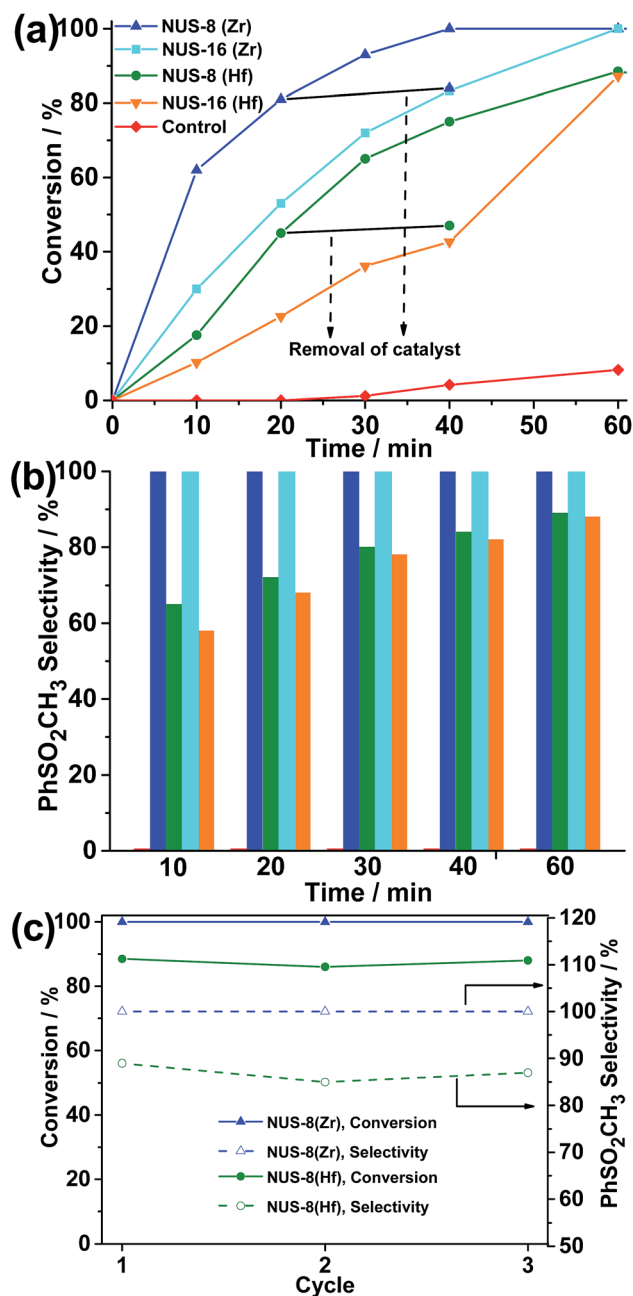 (a)
100
80
60
40
20
0
Conversion / %
NUS-8 (Zr)
NUS-16 (Zr)
NUS-8 (Hf)
NUS-16 (Hf)
Control
Removal of catalyst
0 10 20 30 40 50 60
Time / min
(b)
100
80
60
40
20
0
PhSO2CH3 Selectivity / %
10 20 30 40 60
Time / min
(c)
100
80
60
40
20
0
Conversion / %
120
110
100
90
80
70
60
50
PhSO2CH3 Selectivity / %
NUS-8(Zr), Conversion
NUS-8(Zr), Selectivity
NUS-8(Hf), Conversion
NUS-8(Hf), Selectivity
1 2 3
Cycle